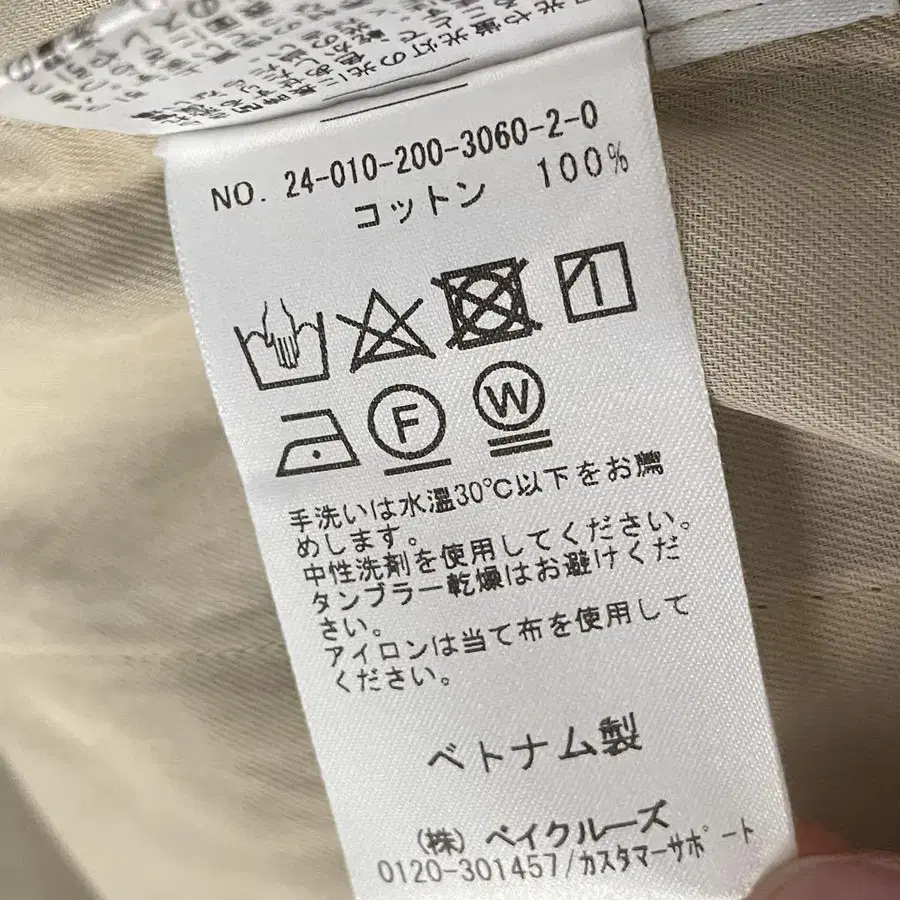 NO. 24-010-200-3060-2-0
コットン 100%
F
W
手洗いは水温30℃以下をお薦
めします。
中性洗剤を使用してください。
タンブラー乾燥はお避けくだ
さい。
アイロンは当て布を使用して
ください。
ベトナム製
(株) ベイクルーズ
0120-301457/カスタマーサポート